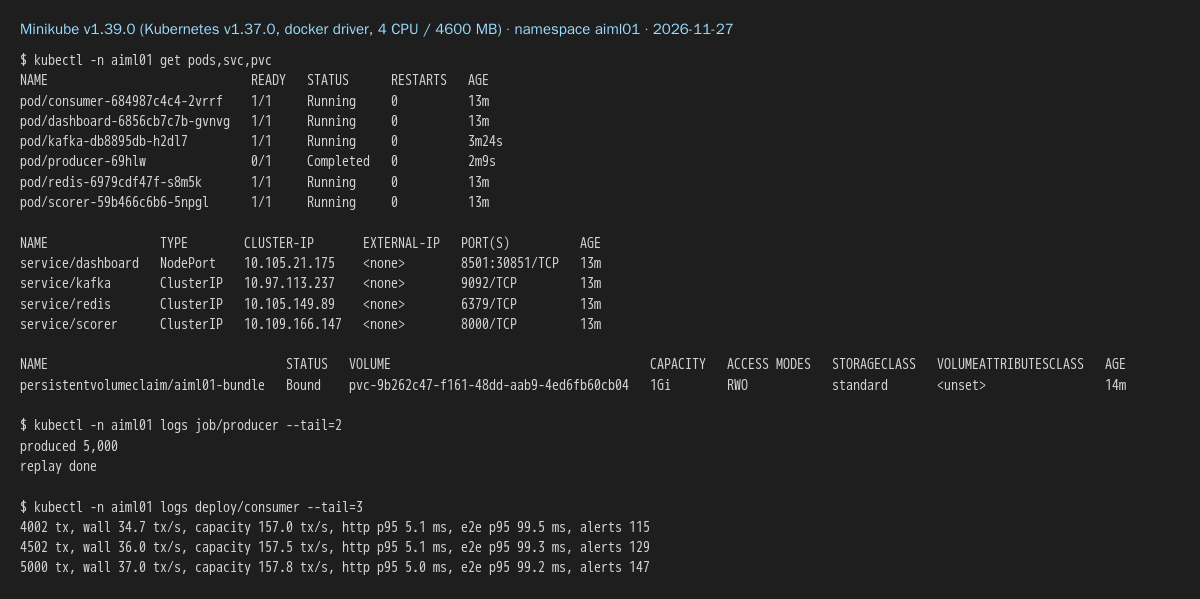 Minikube v1.39.0 (Kubernetes v1.37.0, docker driver, 4 CPU / 4600 MB) · namespace aiml01 · 2026-11-27
$ kubectl -n aiml01 get pods,svc,pvc
NAME                             READY   STATUS      RESTARTS   AGE
pod/consumer-684987c4c4-2vrrf    1/1     Running     0          13m
pod/dashboard-6856cb7c7b-gvnvg   1/1     Running     0          13m
pod/kafka-db8895db-h2dl7         1/1     Running     0          3m24s
pod/producer-69hlw               0/1     Completed   0          2m9s
pod/redis-6979cdf47f-s8m5k       1/1     Running     0          13m
pod/scorer-59b466c6b6-5npgl      1/1     Running     0          13m
NAME                TYPE        CLUSTER-IP       EXTERNAL-IP   PORT(S)          AGE
service/dashboard   NodePort    10.105.21.175    <none>        8501:30851/TCP   13m
service/kafka       ClusterIP   10.97.113.237    <none>        9092/TCP         13m
service/redis       ClusterIP   10.105.149.89    <none>        6379/TCP         13m
service/scorer      ClusterIP   10.109.166.147   <none>        8000/TCP         13m
NAME                                  STATUS   VOLUME                                     CAPACITY   ACCESS MODES   STORAGECLASS   VOLUMEATTRIBUTESCLASS   AGE
persistentvolumeclaim/aiml01-bundle   Bound    pvc-9b262c47-f161-48dd-aab9-4ed6fb60cb04   1Gi        RWO            standard       <unset>                 14m
$ kubectl -n aiml01 logs job/producer --tail=2
produced 5,000
replay done
$ kubectl -n aiml01 logs deploy/consumer --tail=3
4002 tx, wall 34.7 tx/s, capacity 157.0 tx/s, http p95 5.1 ms, e2e p95 99.5 ms, alerts 115
4502 tx, wall 36.0 tx/s, capacity 157.5 tx/s, http p95 5.1 ms, e2e p95 99.3 ms, alerts 129
5000 tx, wall 37.0 tx/s, capacity 157.8 tx/s, http p95 5.0 ms, e2e p95 99.2 ms, alerts 147